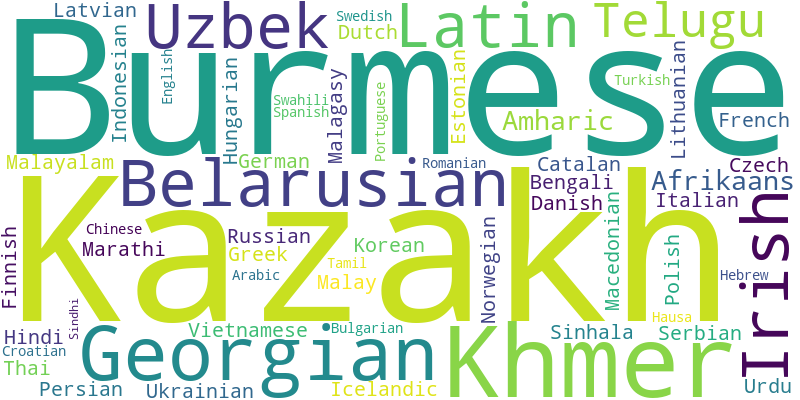 Latvian
Uzbek
Swedish
Dutch
Latin
Telugu
Burmese
Indonesian
English
Hungarian
Swahili
Spanish
Malagasy
Portuguese
Estonian
Amharic
Turkish
Lithuanian
French
Malayalam
German
Romanian
Catalan
Czech
Belarusian
Bengali
Afrikaans
Danish
Italian
Kazakh
Irish
Finnish
Chinese
Marathi
Russian
Greek
Arabic
Korean
Tamil
Malay
Norwegian
Macedonian
Polish
Hebrew
Hausa
Sindhi
Hindi
Croatian
Thai
Vietnamese
Bulgarian
Georgian
Khmer
Sinhala
Serbian
Persian
Ukrainian
Icelandic
Urdu